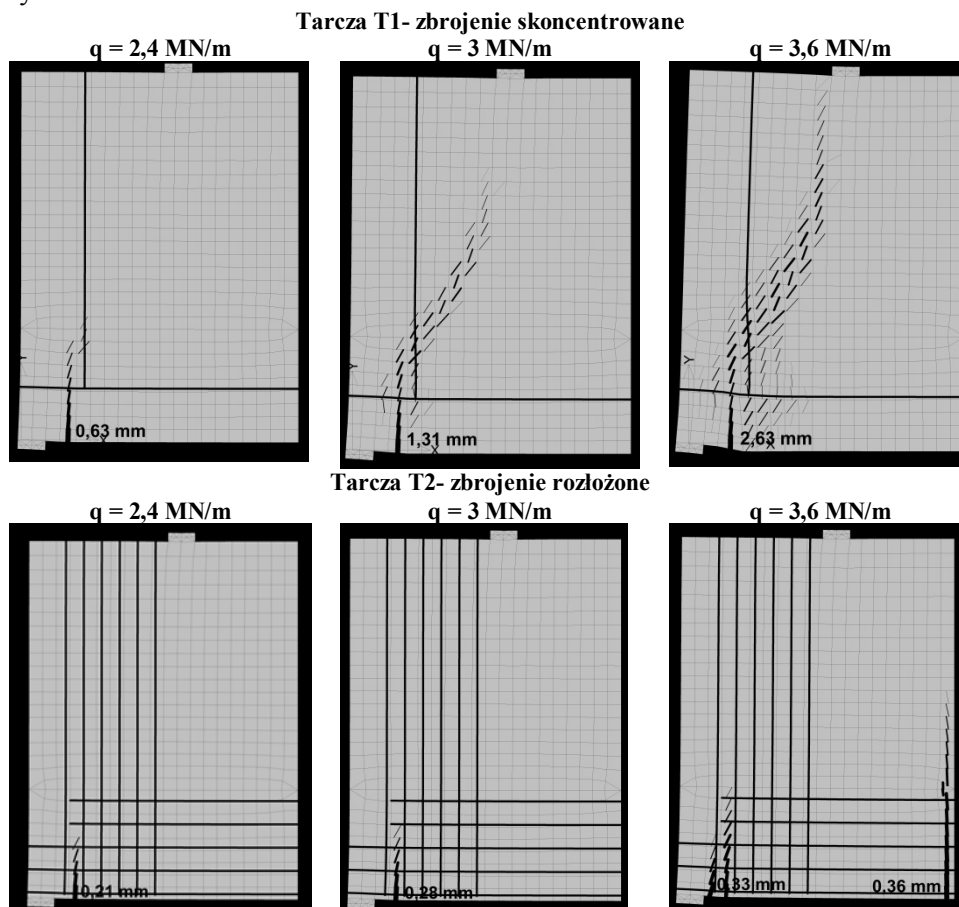 Tarcza T1- zbrojenie skoncentrowane
q = 2,4 MN/m q = 3 MN/m q = 3,6 MN/m
Y Y Y
0,63 mm 1,31 mm 2,63 mm
X X X
Tarcza T2- zbrojenie rozłożone
q = 2,4 MN/m q = 3 MN/m q = 3,6 MN/m
0,21 mm 0,28 mm 0,33 mm 0.36 mm